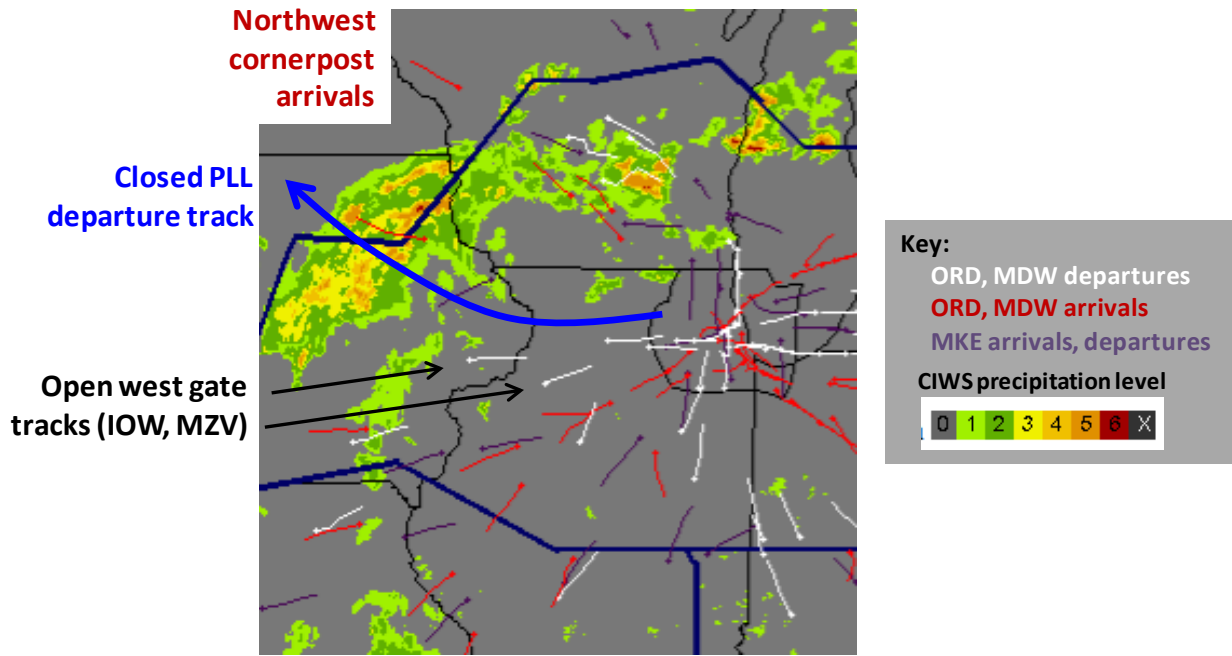 Northwest
cornerpost
arrivals
Closed PLL
departure track
Open west gate
tracks (IOW, MZV)
Key:
ORD, MDW departures
ORD, MDW arrivals
MKE arrivals, departures
CIWS precipitation level
0 1 2 3 4 5 6 X